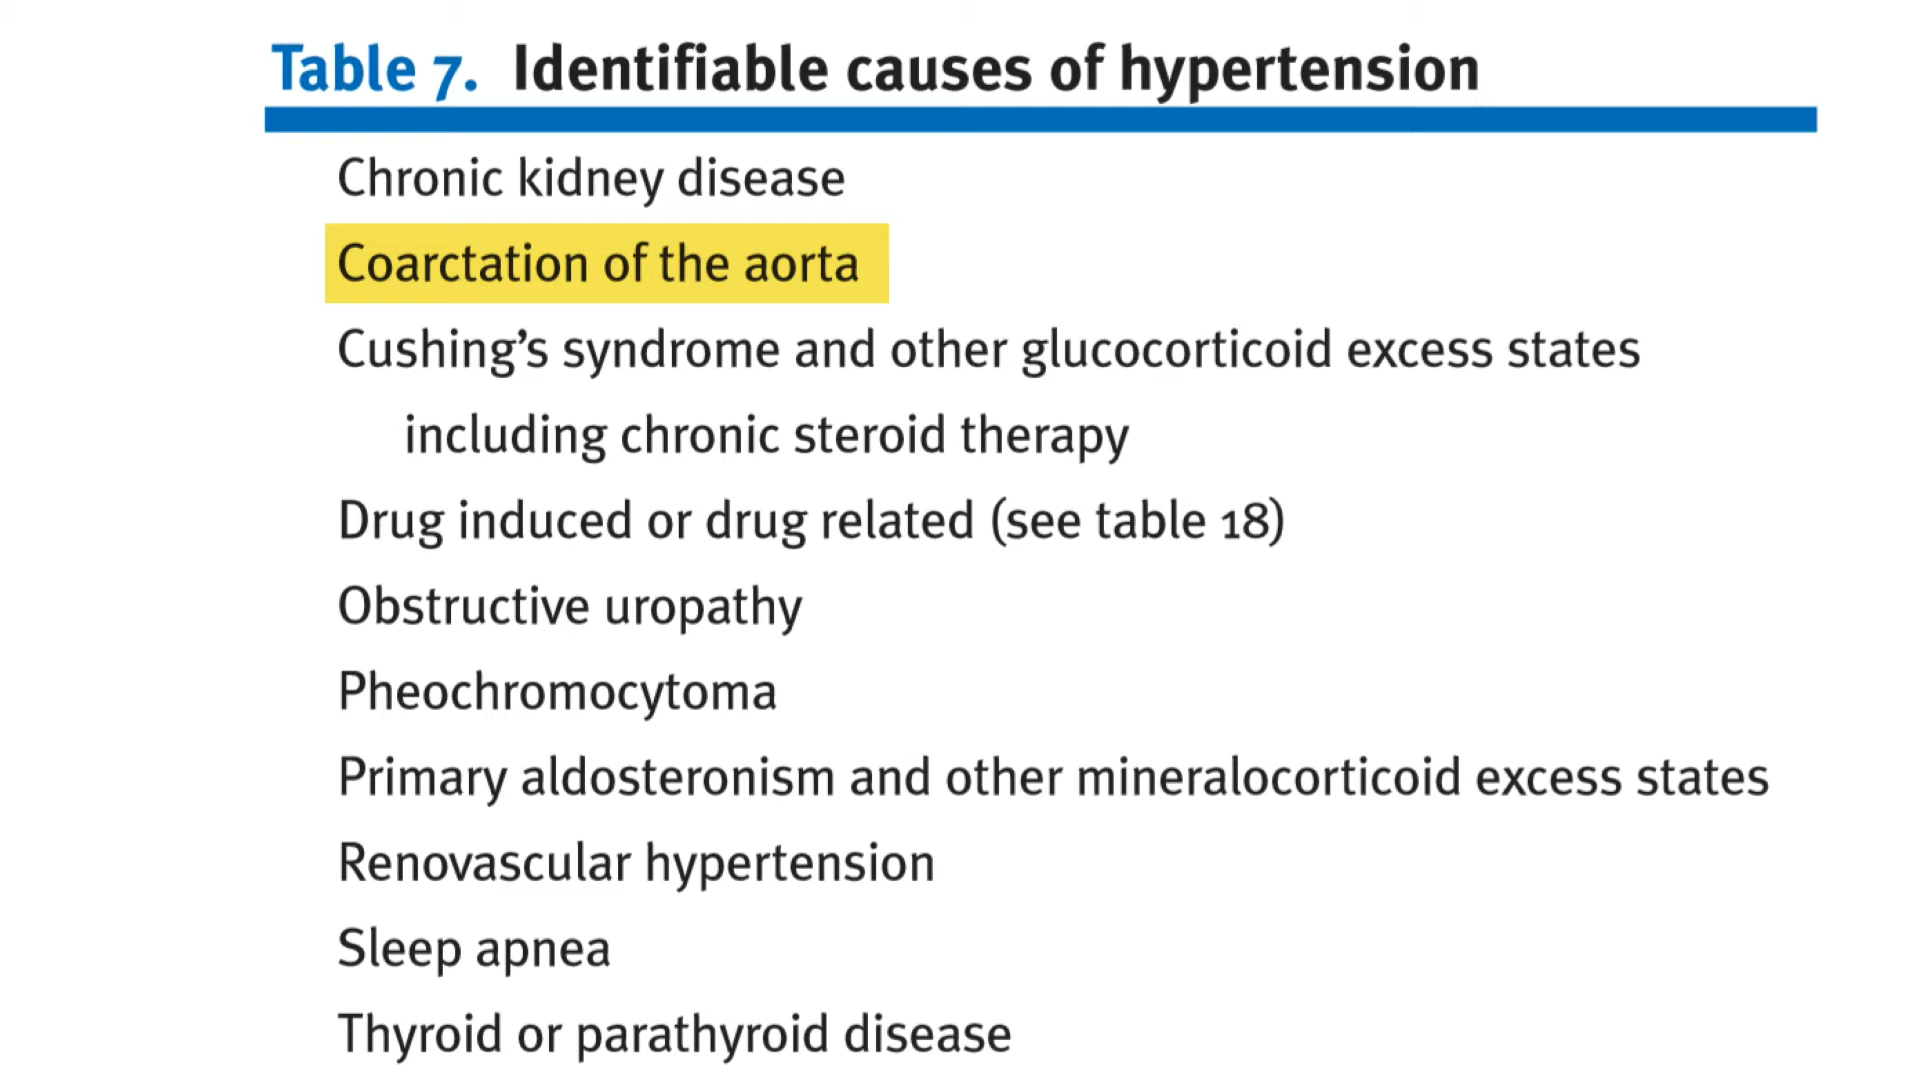 Table 7. Identifiable causes of hypertension
Chronic kidney disease
Coarctation of the aorta
Cushing’s syndrome and other glucocorticoid excess states
including chronic steroid therapy
Drug induced or drug related (see table 18)
Obstructive uropathy
Pheochromocytoma
Primary aldosteronism and other mineralocorticoid excess states
Renovascular hypertension
Sleep apnea
Thyroid or parathyroid disease